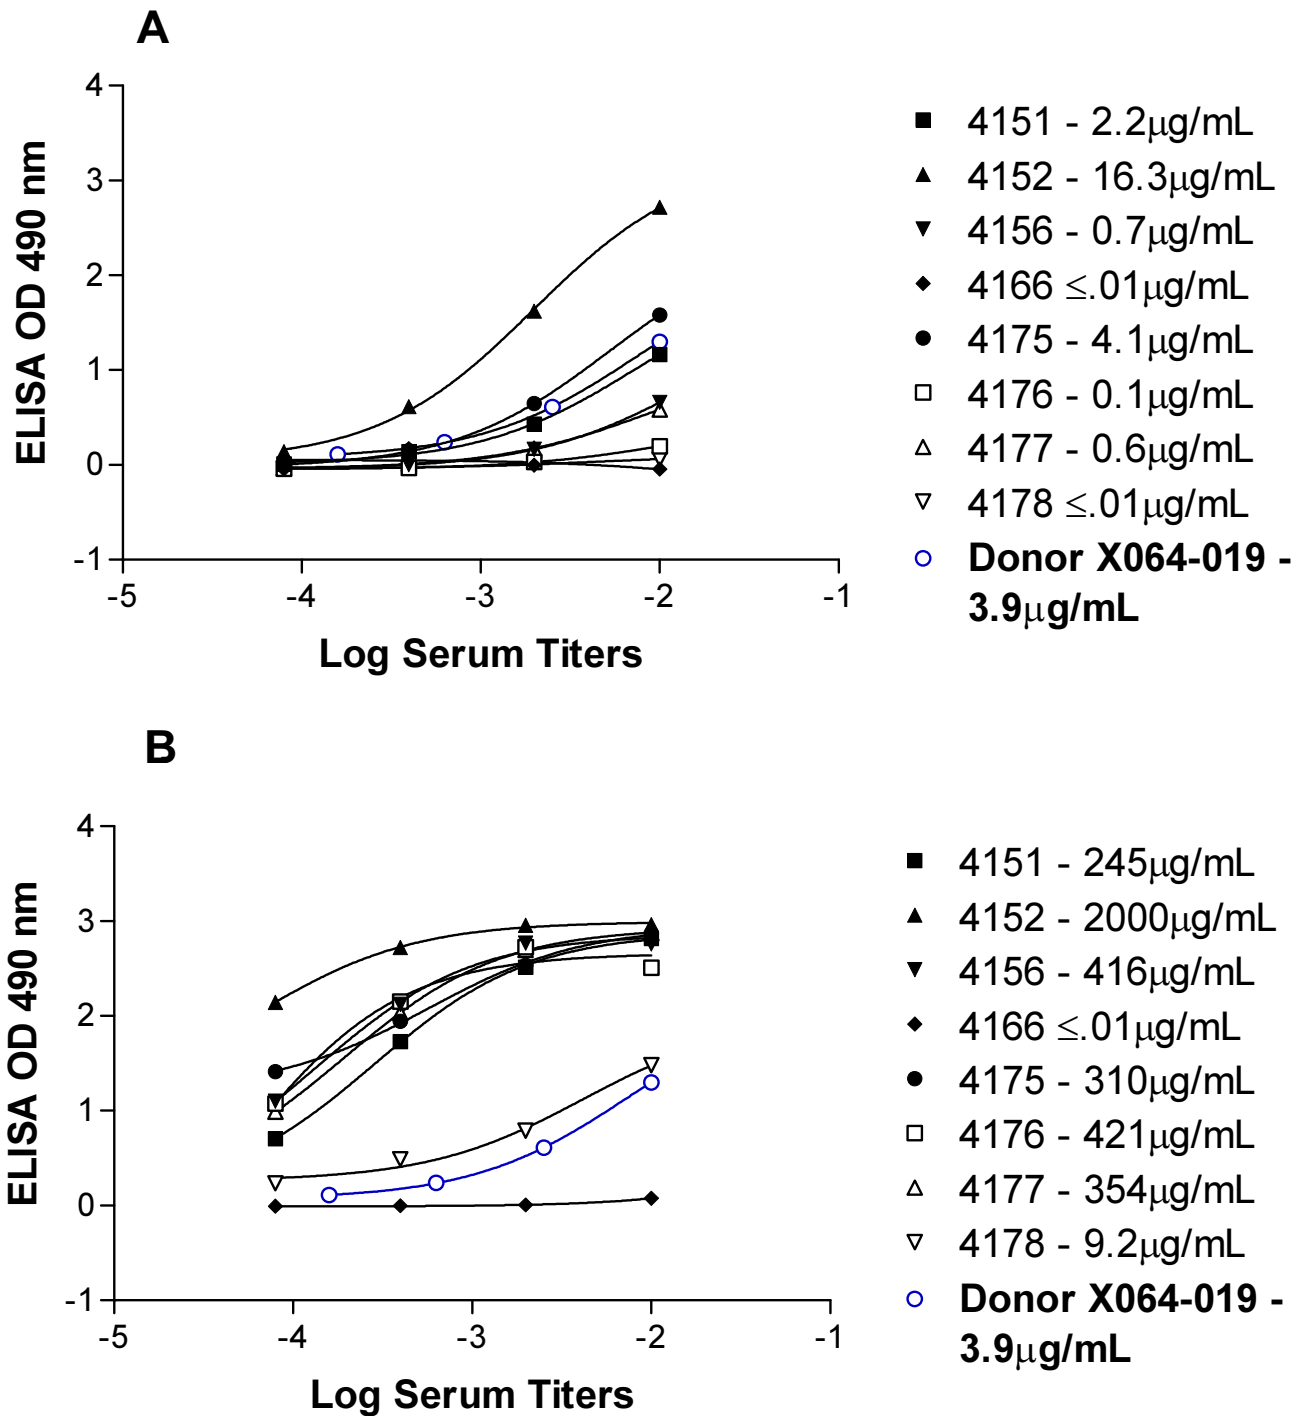 A
4
3
2
1
0
-1
ELISA OD 490 nm
-5
-4
-3
-2
-1
Log Serum Titers
4151 - 2.2μg/mL
4152 - 16.3μg/mL
4156 - 0.7μg/mL
4166 ≤.01μg/mL
4175 - 4.1μg/mL
4176 - 0.1μg/mL
4177 - 0.6μg/mL
4178 ≤.01μg/mL
Donor X064-019 -
3.9μg/mL
B
4
3
2
1
0
-1
ELISA OD 490 nm
-5
-4
-3
-2
-1
Log Serum Titers
4151 - 245μg/mL
4152 - 2000μg/mL
4156 - 416μg/mL
4166 ≤.01μg/mL
4175 - 310μg/mL
4176 - 421μg/mL
4177 - 354μg/mL
4178 - 9.2μg/mL
Donor X064-019 -
3.9μg/mL